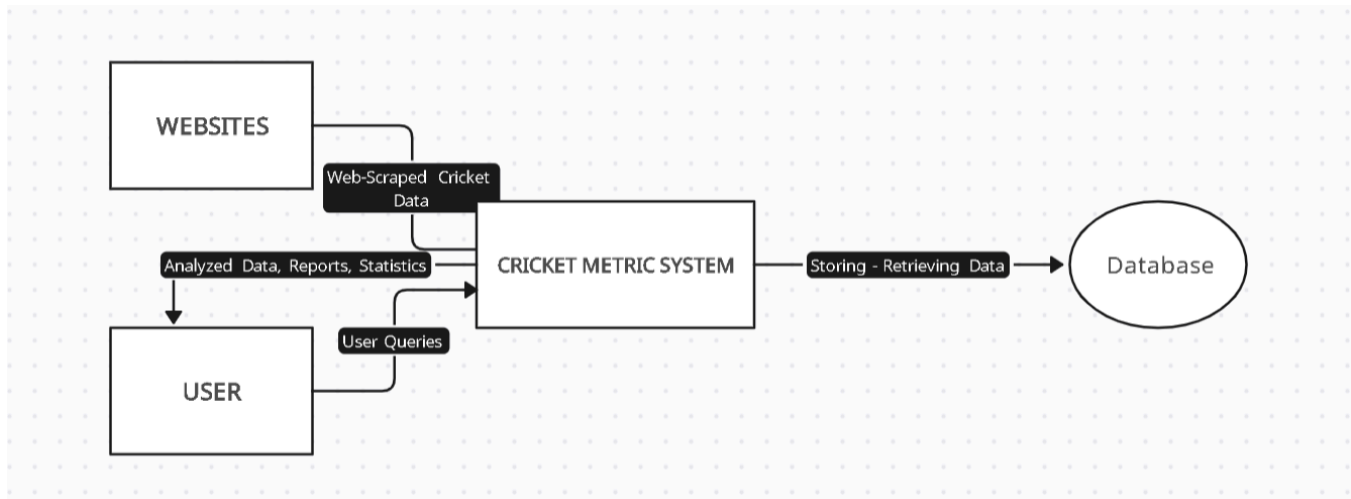 WEBSITES
Web-Scraped Cricket
Data
Analyzed Data, Reports, Statistics
CRICKET METRIC SYSTEM
Storing - Retrieving Data
Database
User Queries
USER